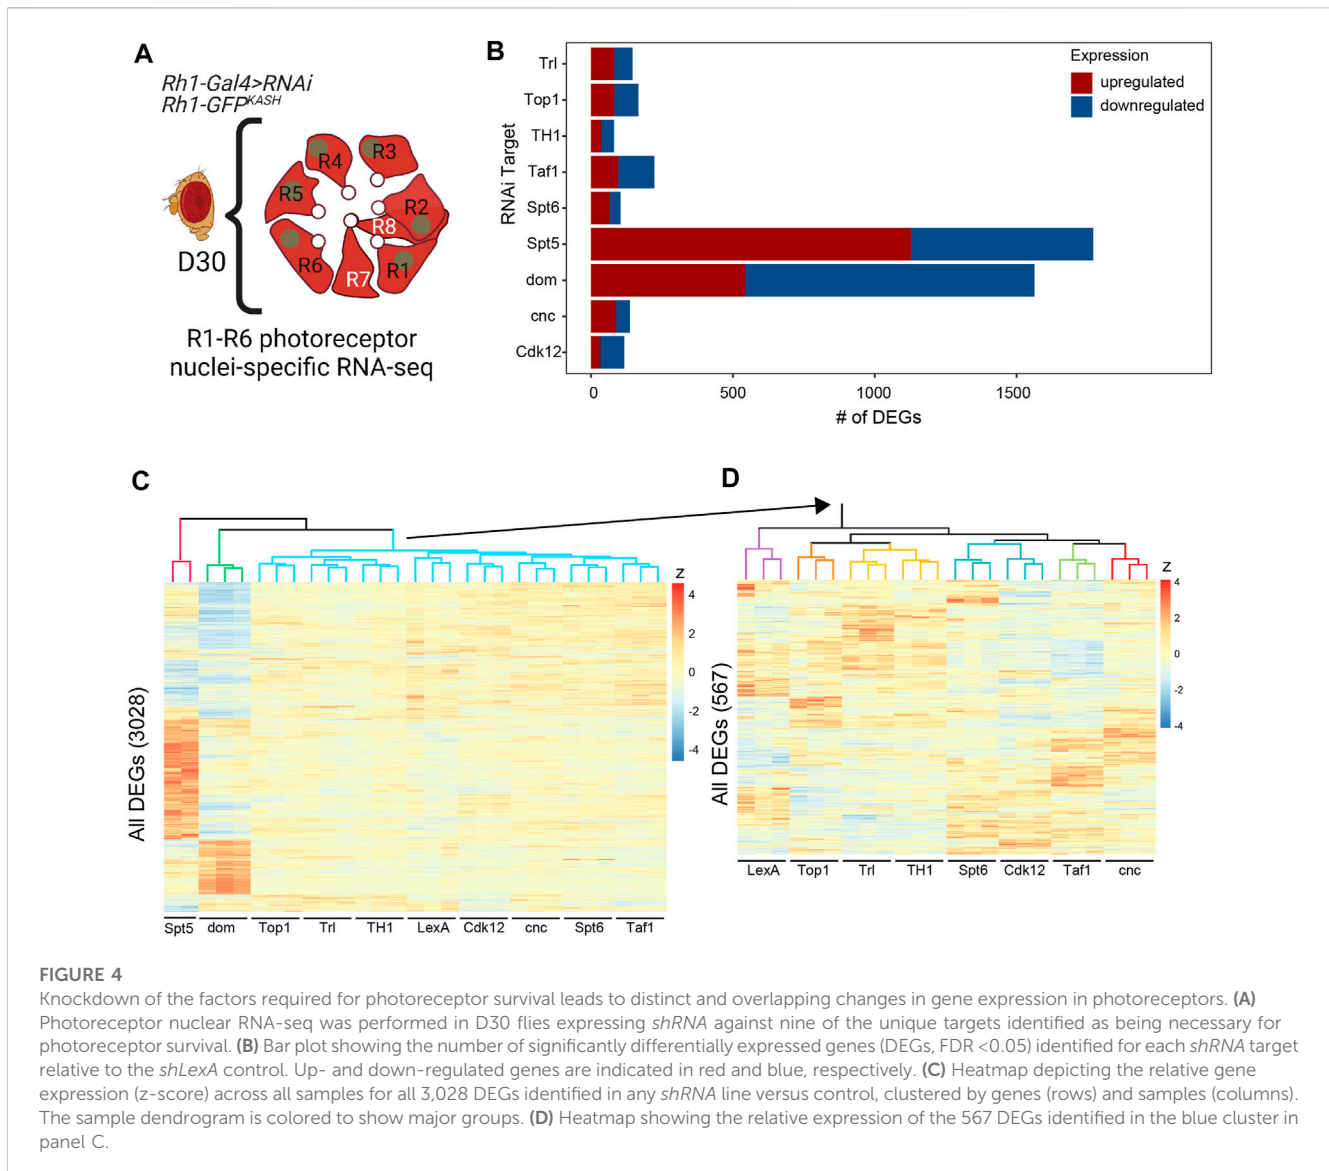 A
Rh1-Gal4>RNAi
Rh1-GFPKASH
D30
R4
R3
R5
R2
R8
R6
R7
R1
R1-R6 photoreceptor
nuclei-specific RNA-seq
B
RNAi Target
Trl
Top1
TH1
Taf1
Spt6
Spt5
dom
cnc
Cdk12
0 500 1000 1500
# of DEGs
Expression
upregulated
downregulated
C
All DEGs (3028)
z
4
2
0
-2
-4
Spt5 dom Top1 Trl TH1 LexA Cdk12 cnc Spt6 Taf1
D
All DEGs (567)
z
4
2
0
-2
-4
LexA Top1 Trl TH1 Spt6 Cdk12 Taf1 cnc
FIGURE 4
Knockdown of the factors required for photoreceptor survival leads to distinct and overlapping changes in gene expression in photoreceptors. (A)
Photoreceptor nuclear RNA-seq was performed in D30 flies expressing shRNA against nine of the unique targets identified as being necessary for
photoreceptor survival. (B) Bar plot showing the number of significantly differentially expressed genes (DEGs, FDR <0.05) identified for each shRNA target
relative to the shLexA control. Up- and down-regulated genes are indicated in red and blue, respectively. (C) Heatmap depicting the relative gene
expression (z-score) across all samples for all 3,028 DEGs identified in any shRNA line versus control, clustered by genes (rows) and samples (columns).
The sample dendrogram is colored to show major groups. (D) Heatmap showing the relative expression of the 567 DEGs identified in the blue cluster in
panel C.